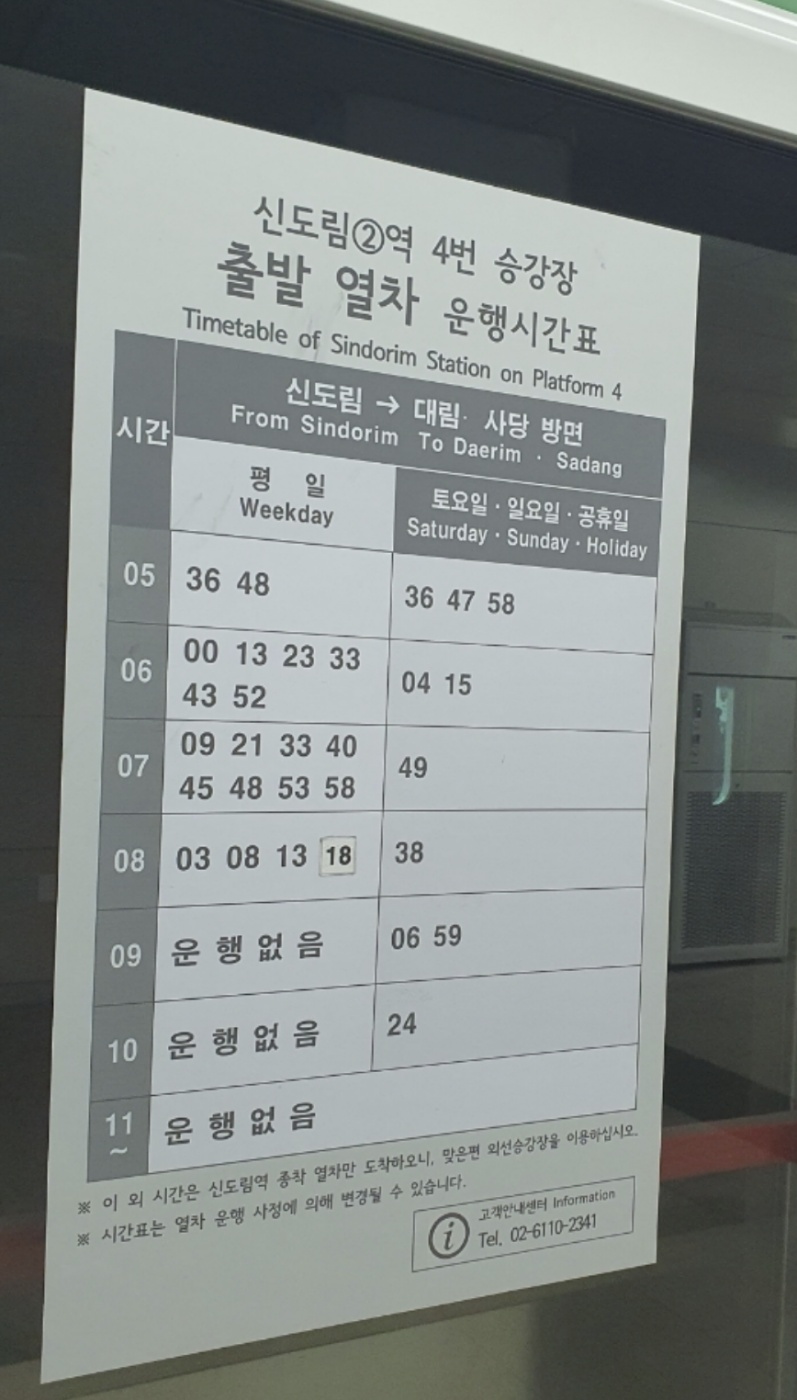 신도림②역 4번 승강장
출발 열차 운행시간표
Timetable of Sindorim Station on Platform 4
시간
신도림 → 대림· 사당 방면
From Sindorim To Daerim · Sadang
평 일
Weekday
토요일 · 일요일 · 공휴일
Saturday · Sunday · Holiday
05
36 48
36 47 58
06
00 13 23 33
43 52
04 15
07
09 21 33 40
45 48 53 58
49
08
03 08 13 18
38
09
운 행 없 음
06 59
10
운 행 없 음
24
11
~
운 행 없 음
※ 이 외 시간은 신도림역 종착 열차만 도착하오니, 맞은편 외선승강장을 이용하십시오.
※ 시간표는 열차 운행 사정에 의해 변경될 수 있습니다.
i
고객안내센터 Information
Tel. 02-6110-2341